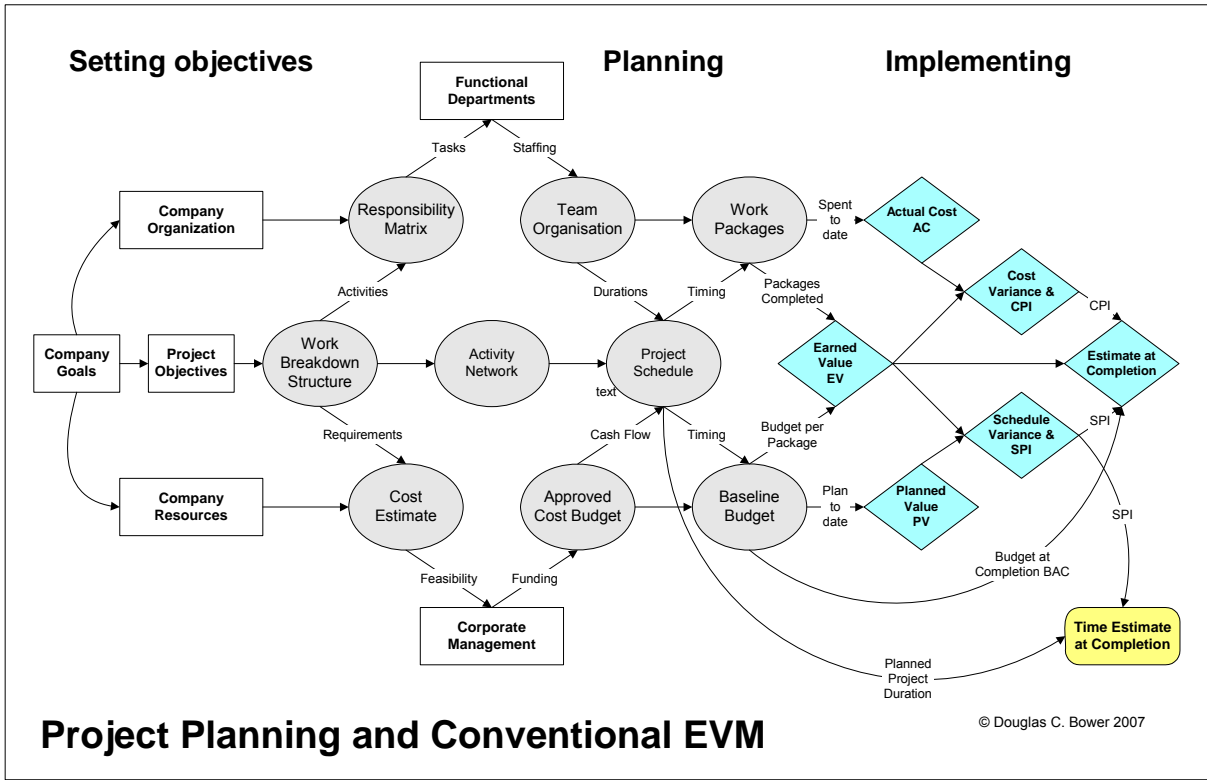 Setting objectives
Planning
Implementing
Functional
Departments
Tasks
Staffing
Company
Organization
Responsibility
Matrix
Team
Organisation
Work
Packages
Spent
to
date
Actual Cost
AC
Activities
Durations
Timing
Packages
Completed
Cost
Variance &
CPI
CPI
Company
Goals
Project
Objectives
Work
Breakdown
Structure
Activity
Network
Project
Schedule
text
Earned
Value
EV
Estimate at
Completion
Requirements
Cash Flow
Timing
Budget per
Package
Schedule
Variance &
SPI
SPI
Company
Resources
Cost
Estimate
Approved
Cost Budget
Baseline
Budget
Plan
to
date
Planned
Value
PV
SPI
Feasibility
Funding
Budget at
Completion BAC
Corporate
Management
Time Estimate
at Completion
Planned
Project
Duration
Project Planning and Conventional EVM
© Douglas C. Bower 2007